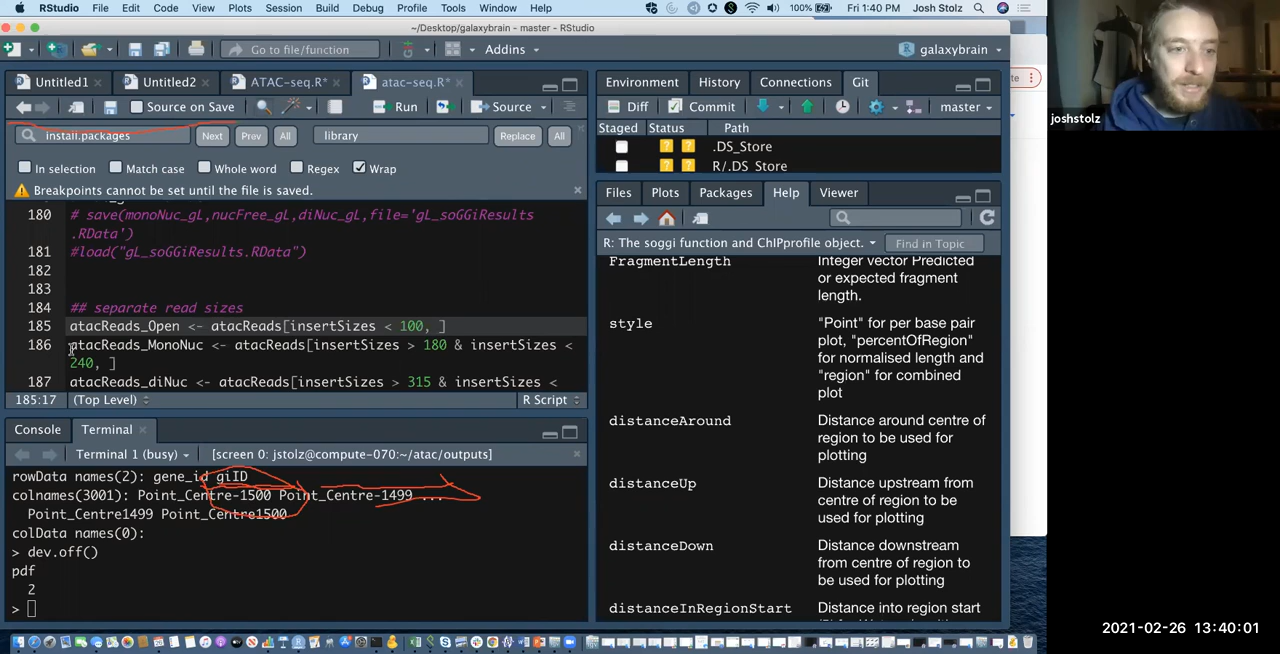 RStudio File Edit Code View Plots Session Build Debug Profile Tools Window Help 100% Fri 1:40 PM Josh Stolz
~/Desktop/galaxybrain - master - RStudio
Go to file/function Addins galaxybrain
Untitled1 Untitled2 ATAC-seq.R* atac-seq.R*
Source on Save Run Source
install.packages Next Prev All library Replace All
In selection Match case Whole word Regex Wrap
Breakpoints cannot be set until the file is saved.
180 # save(monoNuc_gL,nucFree_gL,diNuc_gL,file='gL_soGGiResults
.RData')
181 #load("gL_soGGiResults.RData")
182
183
184 ## separate read sizes
185 atacReads_Open <- atacReads[insertSizes < 100, ]
186 atacReads_MonoNuc <- atacReads[insertSizes > 180 & insertSizes <
240, ]
187 atacReads_diNuc <- atacReads[insertSizes > 315 & insertSizes <
185:17 (Top Level) R Script
Console Terminal
Terminal 1 (busy) [screen 0: jstolz@compute-070:~/atac/outputs]
rowData names(2): gene_id giID
colnames(3001): Point_Centre-1500 Point_Centre-1499 ...
Point_Centre1499 Point_Centre1500
colData names(0):
> dev.off()
pdf
2
>
Environment History Connections Git
Diff Commit master
Staged Status Path
.DS_Store
R/.DS_Store
Files Plots Packages Help Viewer
R: The soggi function and ChIPprofile object. Find in Topic
FragmentLength Integer vector Predicted
or expected fragment
length.
style "Point" for per base pair
plot, "percentOfRegion"
for normalised length and
"region" for combined
plot
distanceAround Distance around centre of
region to be used for
plotting
distanceUp Distance upstream from
centre of region to be
used for plotting
distanceDown Distance downstream
from centre of region to
be used for plotting
distanceInRegionStart Distance into region start
joshstolz
2021-02-26 13:40:01